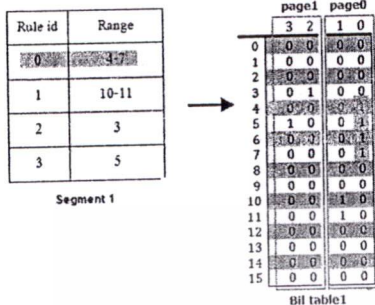 Rule id Range
0 4-7
1 10-11
2 3
3 5
Segment 1
page1 page0
3 2 1 0
0 0 0 0 0
1 0 0 0 0
2 0 0 0 0
3 0 1 0 0
4 0 0 0 1
5 1 0 0 1
6 0 0 0 1
7 0 0 0 1
8 0 0 0 0
9 0 0 0 0
10 0 0 1 0
11 0 0 1 0
12 0 0 0 0
13 0 0 0 0
14 0 0 0 0
15 0 0 0 0
Bil table1